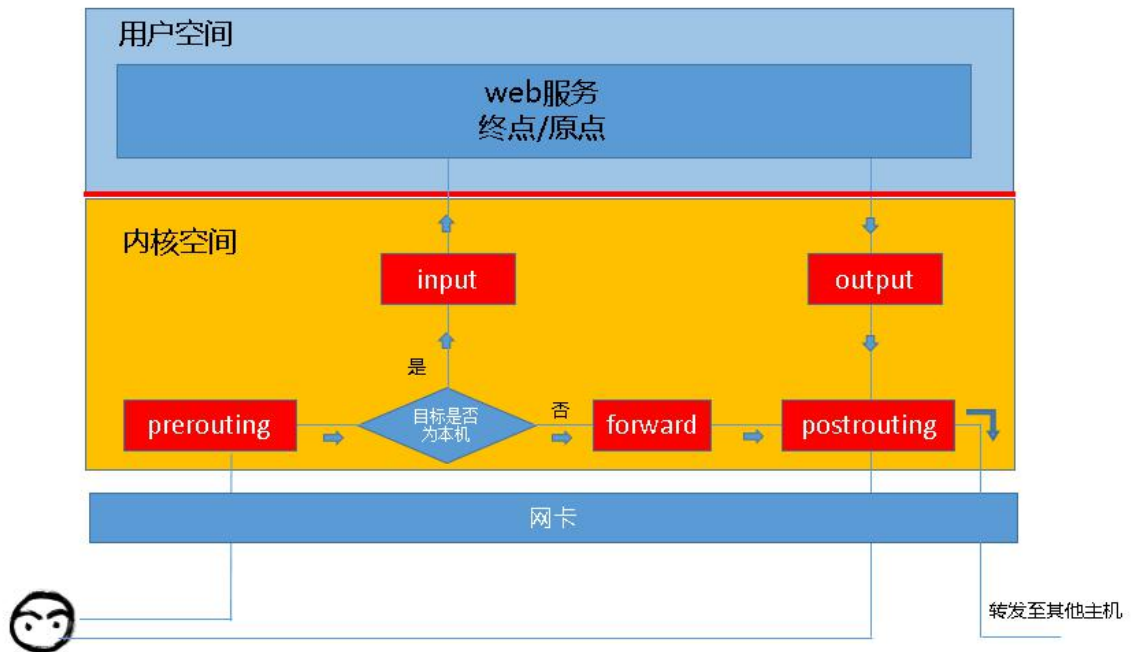 用户空间
web服务
终点/原点
内核空间
input
output
是
prerouting
目标是否
为本机
否
forward
postrouting
网卡
转发至其他主机